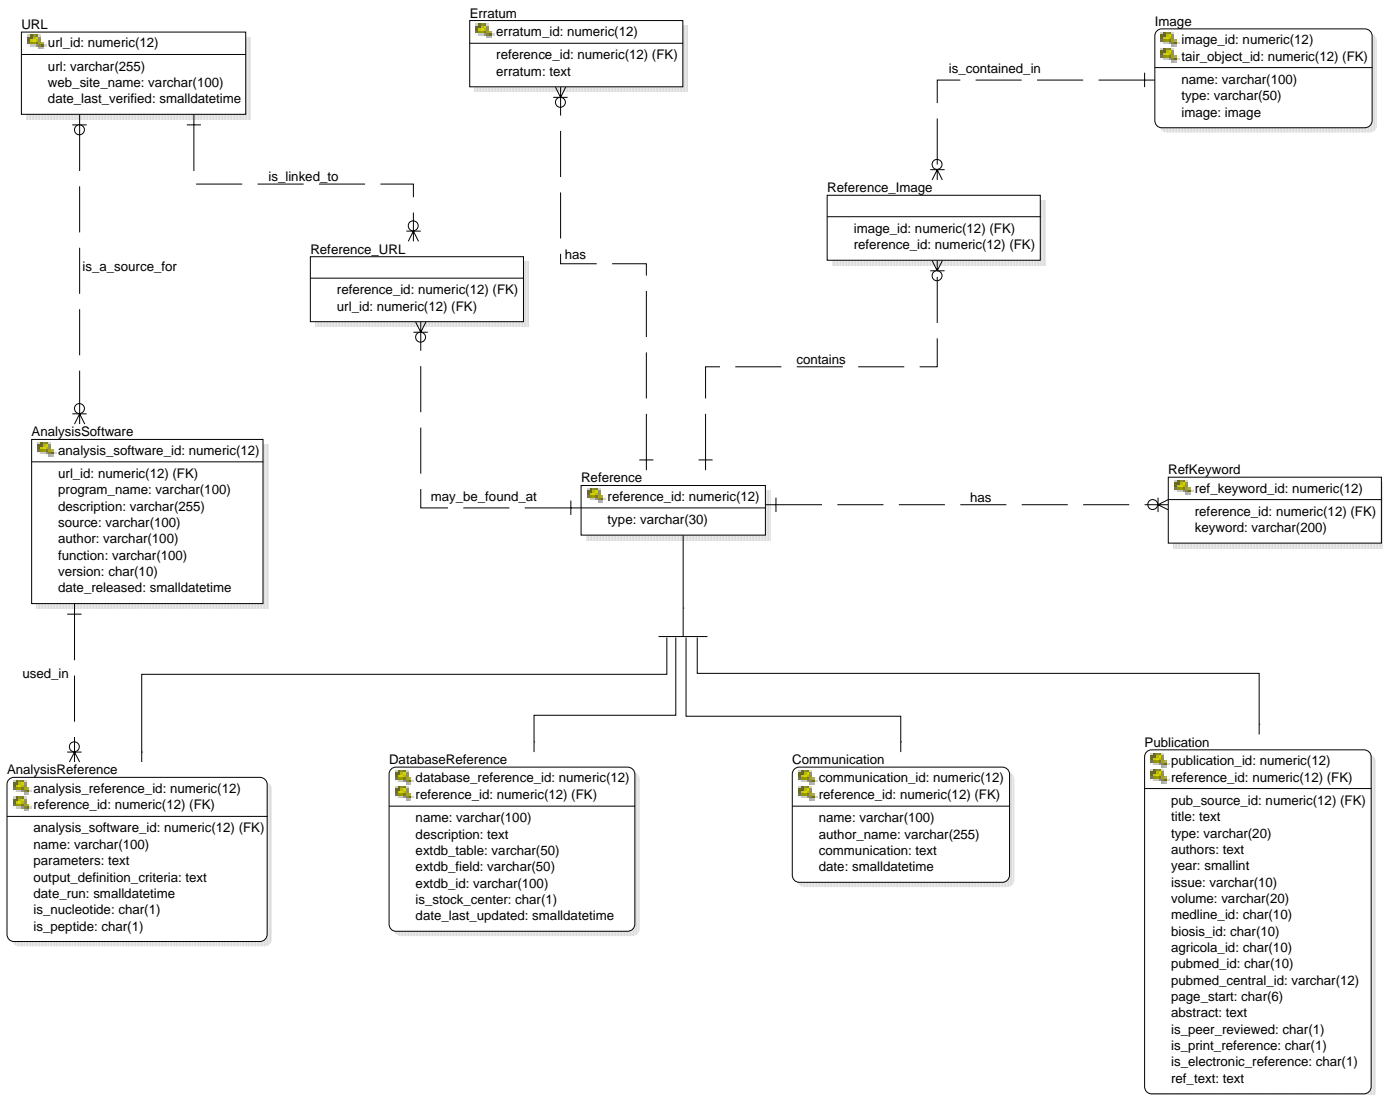 URL
url_id: numeric(12)
url: varchar(255)
web_site_name: varchar(100)
date_last_verified: smalldatetime
Erratum
erratum_id: numeric(12)
reference_id: numeric(12) (FK)
erratum: text
Image
image_id: numeric(12)
tair_object_id: numeric(12) (FK)
name: varchar(100)
type: varchar(50)
image: image
is_contained_in
is_linked_to
Reference_Image
image_id: numeric(12) (FK)
reference_id: numeric(12) (FK)
Reference_URL
reference_id: numeric(12) (FK)
url_id: numeric(12) (FK)
has
is_a_source_for
contains
AnalysisSoftware
analysis_software_id: numeric(12)
url_id: numeric(12) (FK)
program_name: varchar(100)
description: varchar(255)
source: varchar(100)
author: varchar(100)
function: varchar(100)
version: char(10)
date_released: smalldatetime
may_be_found_at
Reference
reference_id: numeric(12)
type: varchar(30)
has
RefKeyword
ref_keyword_id: numeric(12)
reference_id: numeric(12) (FK)
keyword: varchar(200)
used_in
AnalysisReference
analysis_reference_id: numeric(12)
reference_id: numeric(12) (FK)
analysis_software_id: numeric(12) (FK)
name: varchar(100)
parameters: text
output_definition_criteria: text
date_run: smalldatetime
is_nucleotide: char(1)
is_peptide: char(1)
DatabaseReference
database_reference_id: numeric(12)
reference_id: numeric(12) (FK)
name: varchar(100)
description: text
extdb_table: varchar(50)
extdb_field: varchar(50)
extdb_id: varchar(100)
is_stock_center: char(1)
date_last_updated: smalldatetime
Communication
communication_id: numeric(12)
reference_id: numeric(12) (FK)
name: varchar(100)
author_name: varchar(255)
communication: text
date: smalldatetime
Publication
publication_id: numeric(12)
reference_id: numeric(12) (FK)
pub_source_id: numeric(12) (FK)
title: text
type: varchar(20)
authors: text
year: smallint
issue: varchar(10)
volume: varchar(20)
medline_id: char(10)
biosis_id: char(10)
agricola_id: char(10)
pubmed_id: char(10)
pubmed_central_id: varchar(12)
page_start: char(6)
abstract: text
is_peer_reviewed: char(1)
is_print_reference: char(1)
is_electronic_reference: char(1)
ref_text: text